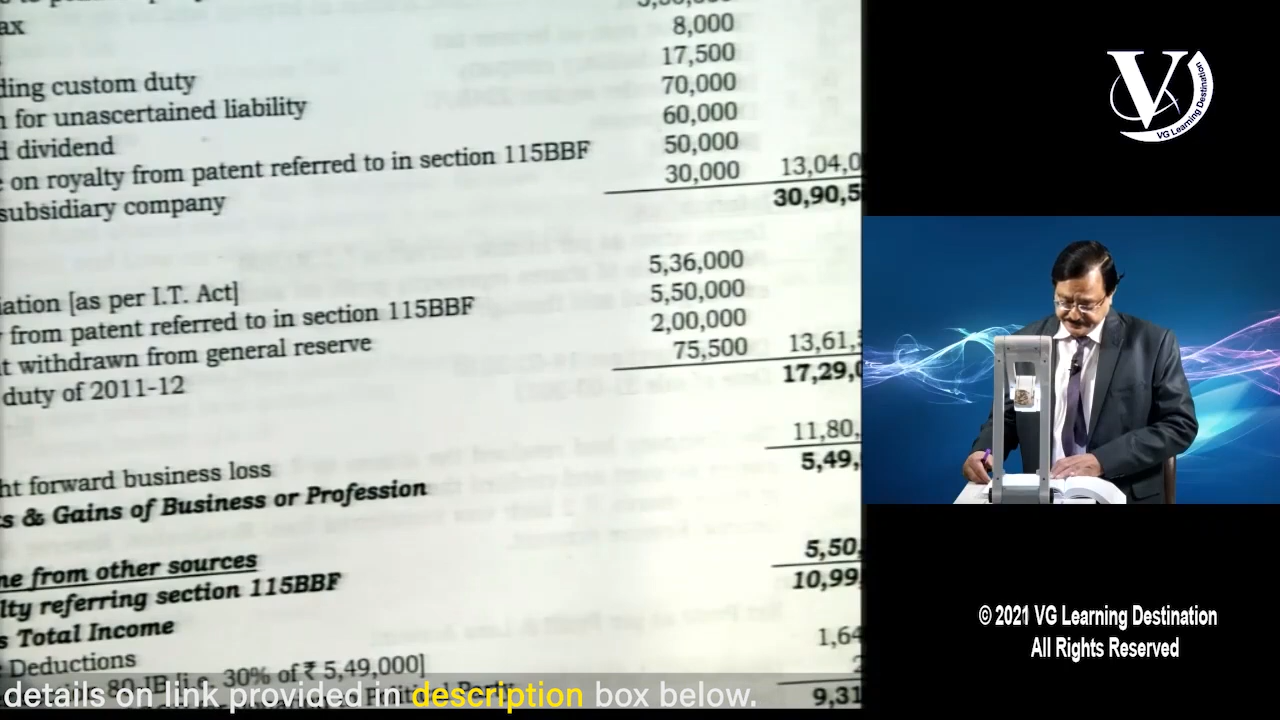 ax
8,000
17,500
ding custom duty 70,000
for unascertained liability 60,000
d dividend 50,000
on royalty from patent referred to in section 115BBF 30,000 13,04,0
subsidiary company 30,90,5
5,36,000
iation [as per I.T. Act] 5,50,000
from patent referred to in section 115BBF 2,00,000
t withdrawn from general reserve 75,500 13,61,
duty of 2011-12 17,29,
11,80,
ht forward business loss 5,49,
s & Gains of Business or Profession
5,50,
ne from other sources 10,99
lty referring section 115BBF
s Total Income 1,64
Deductions
80-IB [i.e. 30% of ₹ 5,49,000]
9,31
details on link provided in description box below.
V
VG Learning Destination
© 2021 VG Learning Destination
All Rights Reserved